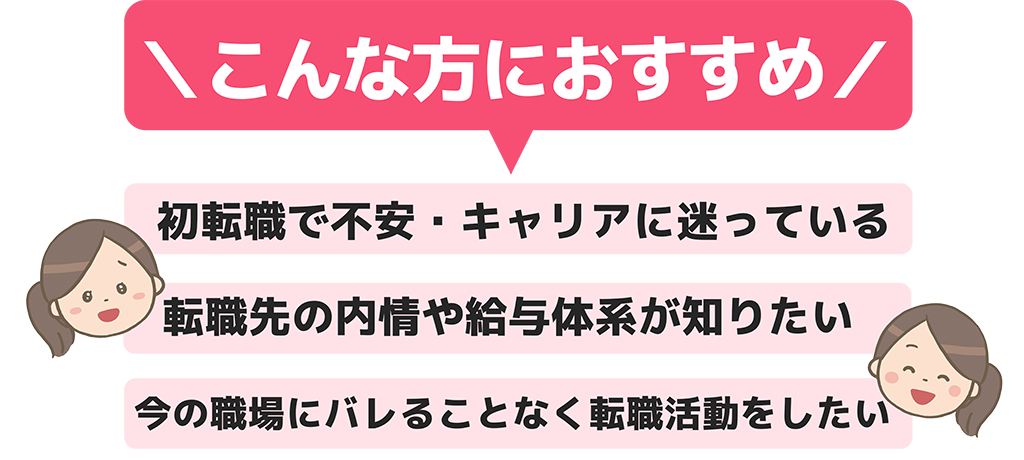 ＼こんな方におすすめ／
初転職で不安・キャリアに迷っている
転職先の内情や給与体系が知りたい
今の職場にバレることなく転職活動をしたい